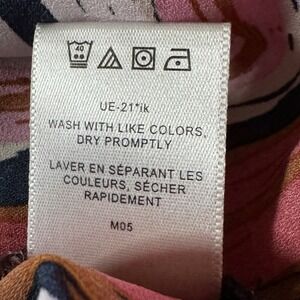 40
UE-21*ik
WASH WITH LIKE COLORS,
DRY PROMPTLY
LAVER EN SÉPARANT LES
COULEURS, SÉCHER
RAPIDEMENT
M05